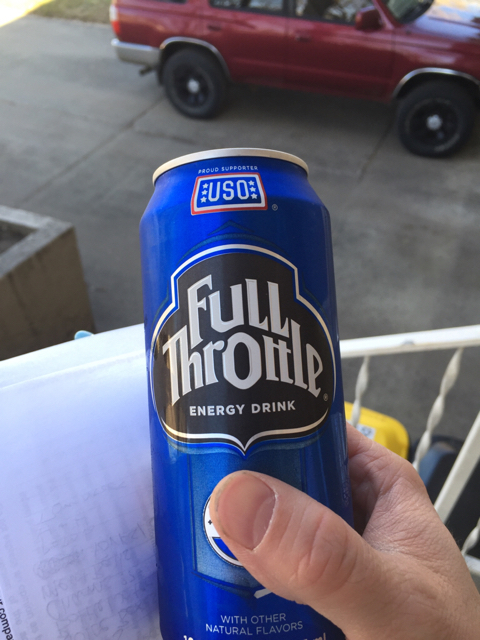 PROUD SUPPORTER
USO
Full
Throttle
ENERGY DRINK
WITH OTHER
NATURAL FLAVORS